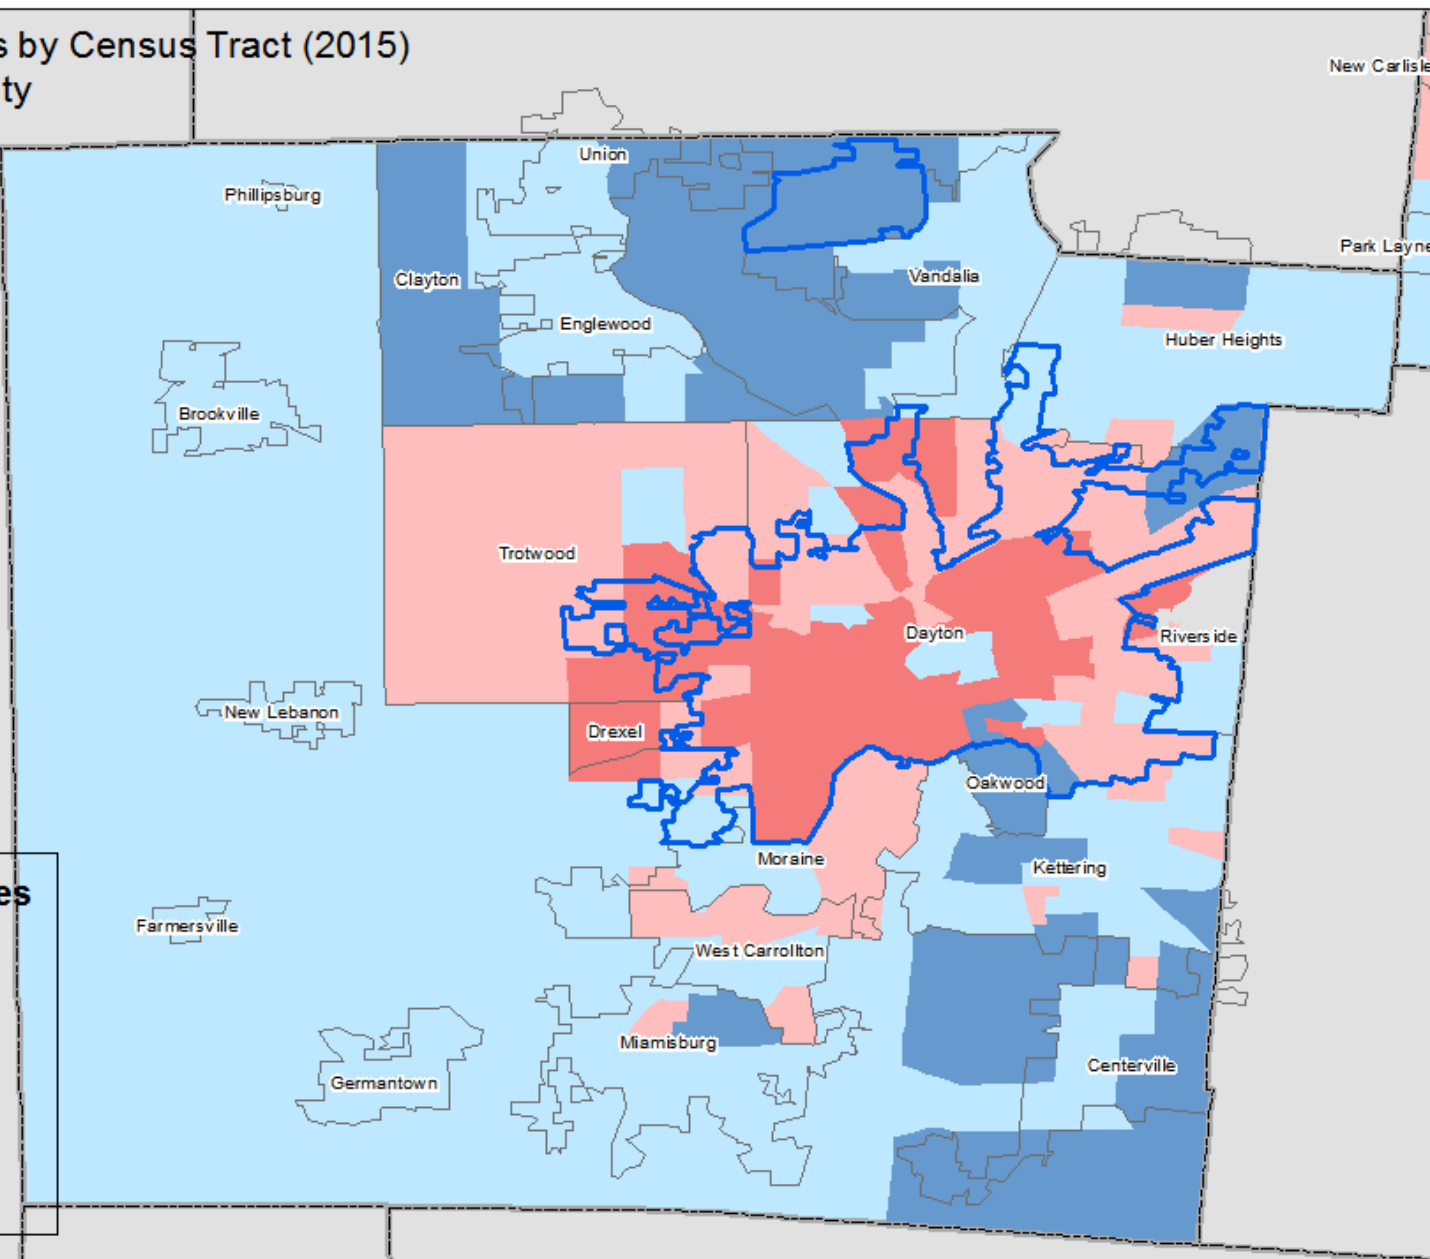 s by Census Tract (2015)
ty
New Carlisle
Union
Phillipsburg
Park Layne
Clayton
Vandalia
Englewood
Huber Heights
Brookville
Trotwood
Dayton
Riverside
New Lebanon
Drexel
Oakwood
Moraine
Kettering
es
Farmersville
West Carrollton
Miamisburg
Centerville
Germantown